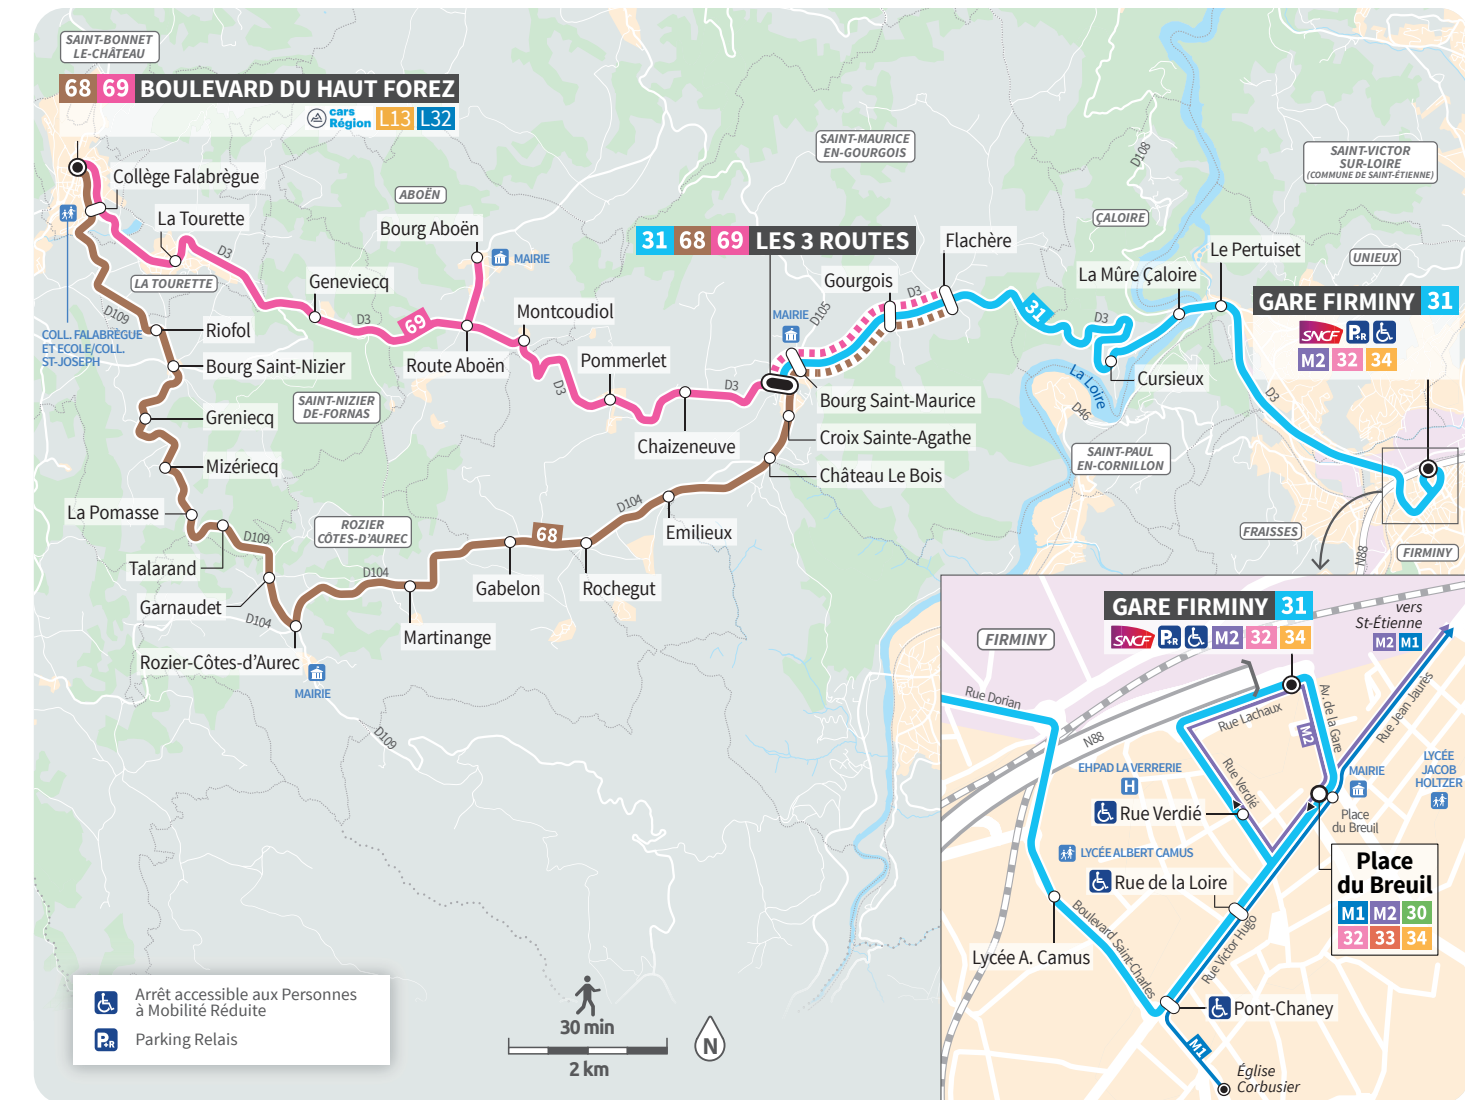 SAINT-BONNET
LE-CHÂTEAU
68 69 BOULEVARD DU HAUT FOREZ
cars
Région
L13 L32
Collège Falabrègue
La Tourette
D3
LA TOURETTE
ABOËN
Bourg Aboën
MAIRIE
Geneviecq
D3
69
Montcoudiol
Route Aboën
D109
COLL. FALABRÈGUE
ET ECOLE/COLL.
ST-JOSEPH
Riofol
Bourg Saint-Nizier
SAINT-NIZIER
DE-FORNAS
Greniecq
Mizériecq
La Pomasse
Talarand
D109
Garnaudet
D104
Rozier-Côtes-d'Aurec
MAIRIE
ROZIER
CÔTES-D'AUREC
D104
Martinange
D109
68
Gabelon
Rochegut
D104
Emilieux
D3
Pommerlet
Chaizeneuve
D3
SAINT-MAURICE
EN-GOURGOIS
31 68 69 LES 3 ROUTES
Gourgois
Flachère
MAIRIE
D105
D3
Bourg Saint-Maurice
Croix Sainte-Agathe
Château Le Bois
D108
ÇALOIRE
SAINT-VICTOR
SUR-LOIRE
(COMMUNE DE SAINT-ÉTIENNE)
Le Pertuiset
La Mûre Çaloire
31
D3
Cursieux
La Loire
D46
SAINT-PAUL
EN-CORNILLON
UNIEUX
GARE FIRMINY 31
SNCF P+R
M2 32 34
D3
FRAISSES
N88
FIRMINY
GARE FIRMINY 31
SNCF P+R M2 32 34
FIRMINY
vers
St-Étienne
M2 M1
Rue Dorian
N88
Rue Lachaux
Av. de la Gare
M2
Rue Jean Jaurès
EHPAD LA VERRERIE
H
Rue Verdié
Rue Verdié
MAIRIE
LYCÉE
JACOB
HOLTZER
Place
du Breuil
LYCÉE ALBERT CAMUS
Rue de la Loire
Place
du Breuil
M1 M2 30
32 33 34
Lycée A. Camus
Boulevard Saint-Charles
Rue Victor Hugo
Pont-Chaney
M1
Église
Corbusier
Arrêt accessible aux Personnes
à Mobilité Réduite
P+R
Parking Relais
30 min
2 km
N